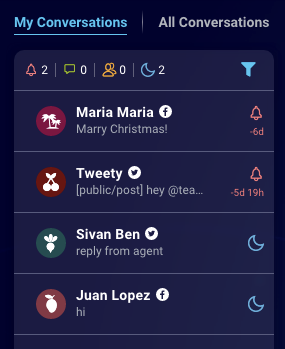 My Conversations
All Conversations
2 0 0 2
Maria Maria
Marry Christmas!
-6d
Tweety
[public/post] hey @tea...
-5d 19h
Sivan Ben
reply from agent
Juan Lopez
hi